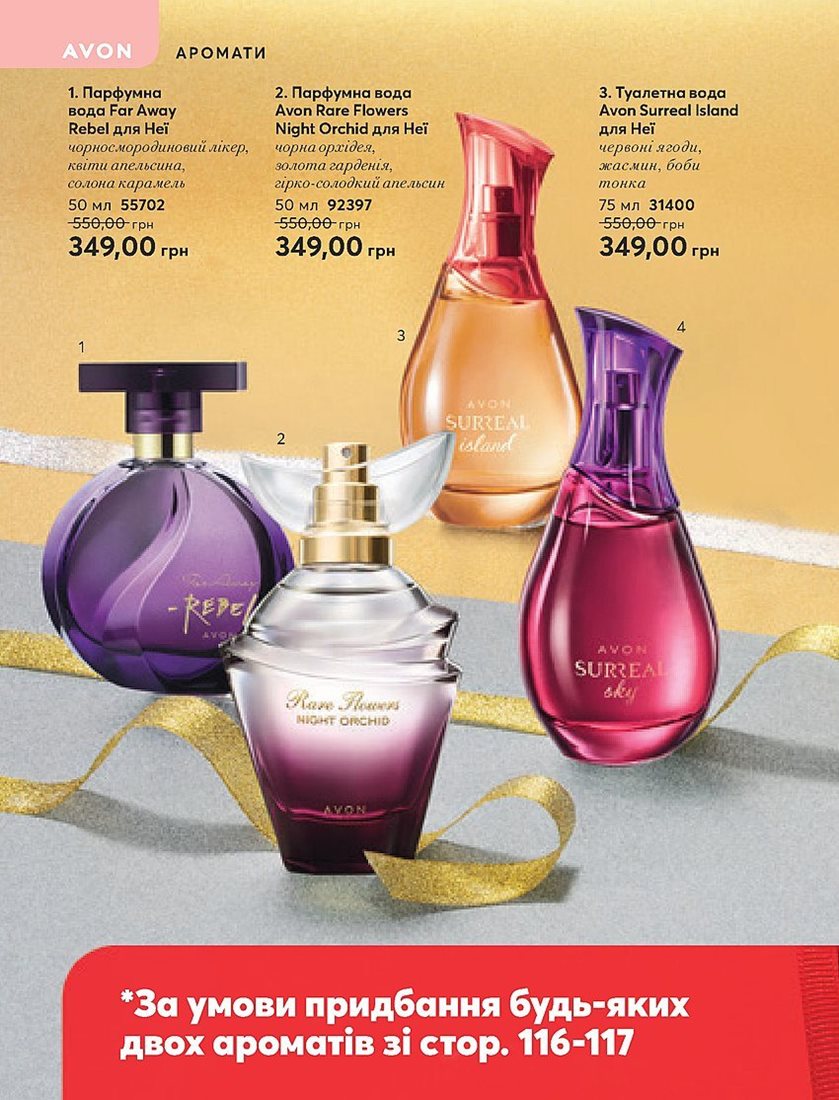 AVON
АРОМАТИ
1. Парфумна
вода Far Away
Rebel для Неї
чорносмородиновий лікер,
квіти апельсина,
солона карамель
50 мл 55702
550,00 грн
349,00 грн
2. Парфумна вода
Avon Rare Flowers
Night Orchid для Неї
чорна орхідея,
золота гарденія,
гірко-солодкий апельсин
50 мл 92397
550,00 грн
349,00 грн
3. Туалетна вода
Avon Surreal Island
для Неї
червоні ягоди,
жасмин, боби
тонка
75 мл 31400
550,00 грн
349,00 грн
1
2
3
4
AVON
SURREAL
island
Far Away
REBEL
AVON
Rare Flowers
NIGHT ORCHID
AVON
AVON
SURREAL
sky
*За умови придбання будь-яких
двох ароматів зі стор. 116-117